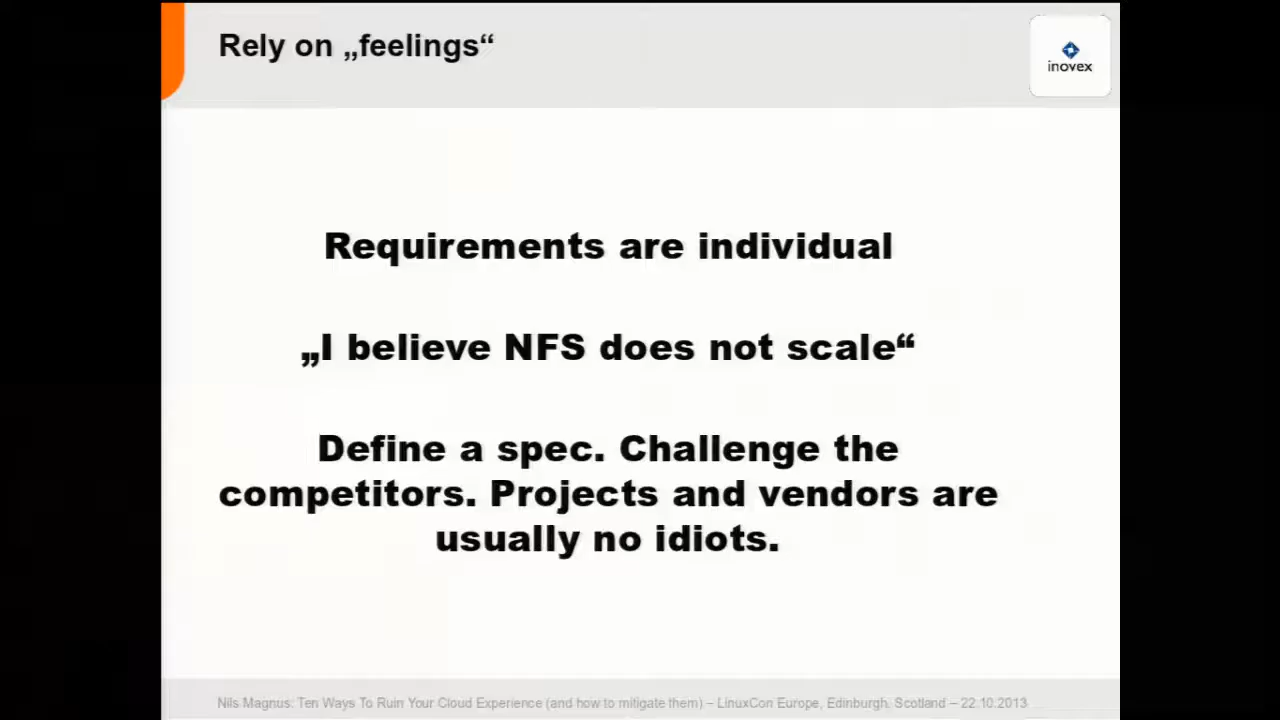 Rely on „feelings“
inovex
Requirements are individual
„I believe NFS does not scale“
Define a spec. Challenge the
competitors. Projects and vendors are
usually no idiots.
Nils Magnus: Ten Ways To Ruin Your Cloud Experience (and how to mitigate them) – LinuxCon Europe, Edinburgh, Scotland – 22.10.2013